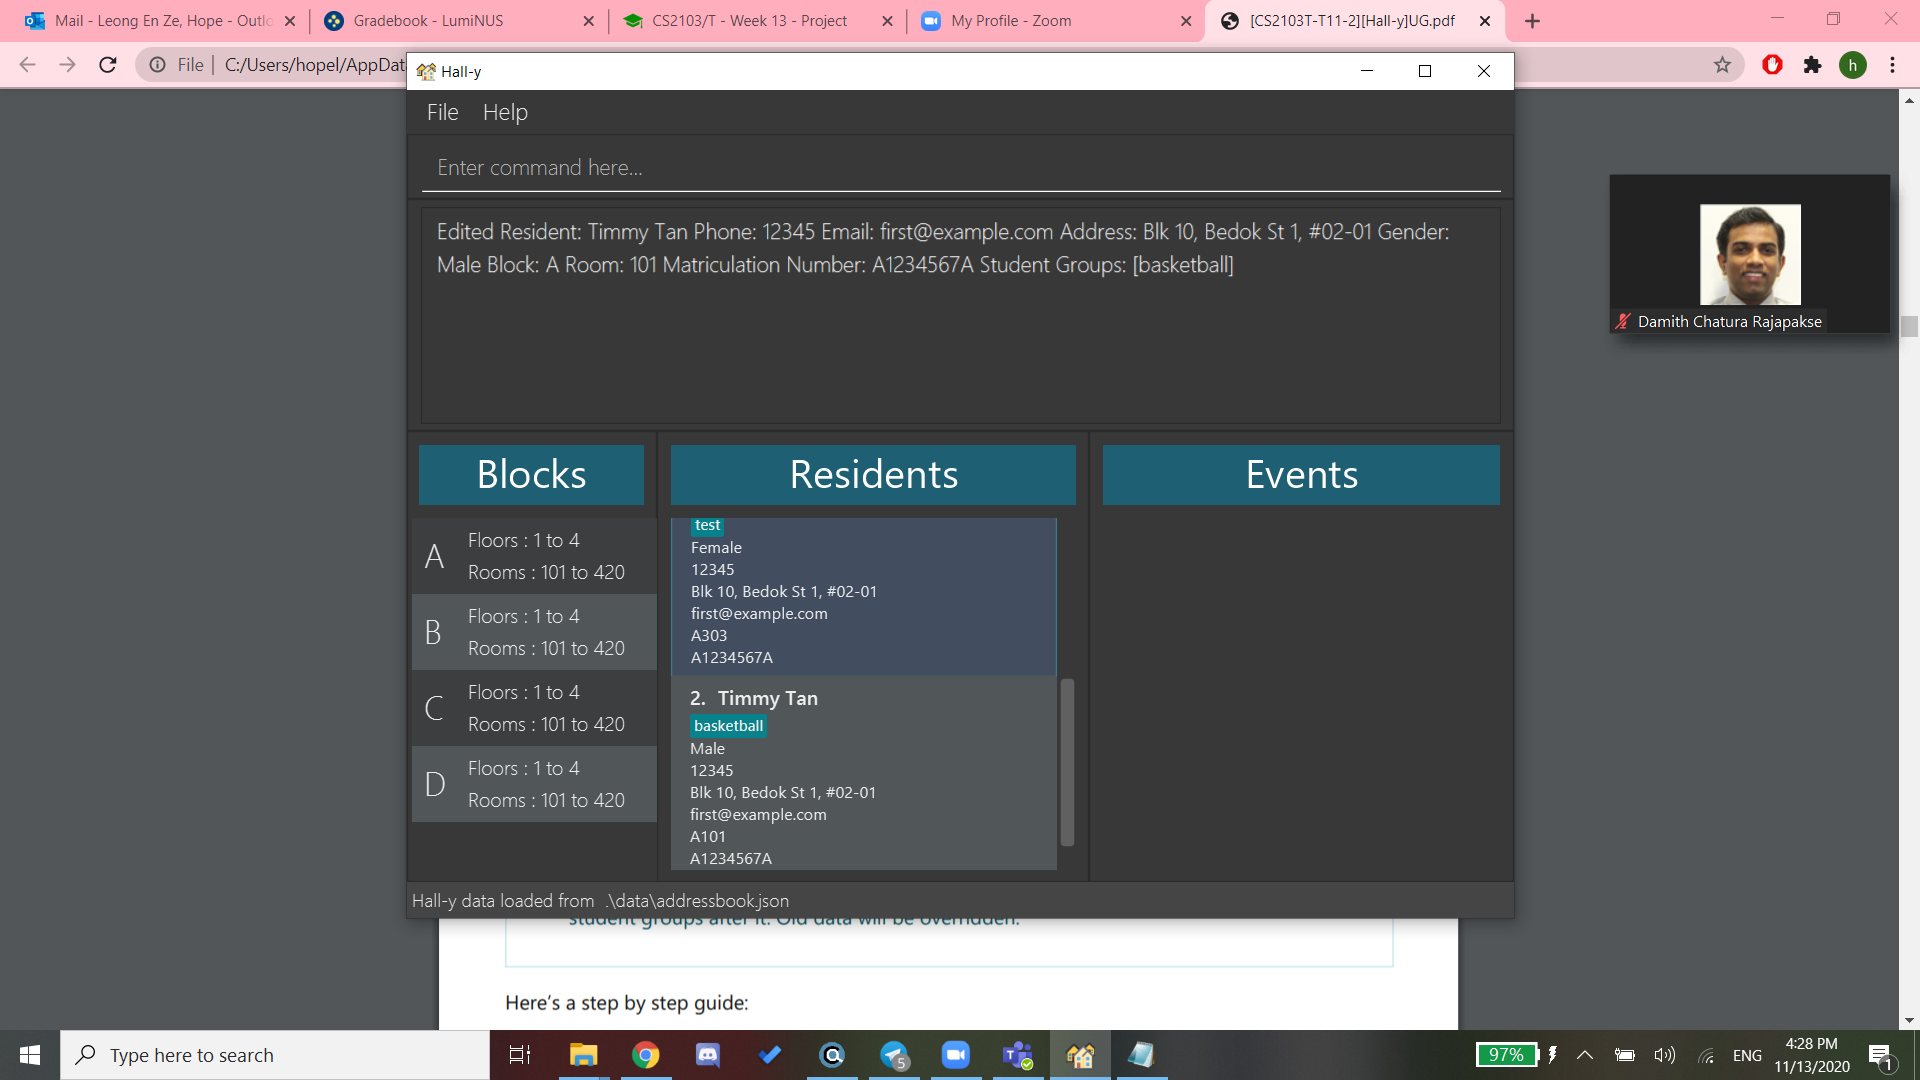 Mail - Leong En Ze, Hope - Outlo
Gradebook - LumiNUS
CS2103/T - Week 13 - Project
My Profile - Zoom
[CS2103T-T11-2][Hall-y]UG.pdf
File
C:/Users/hopel/AppDat
h
Hall-y
File Help
Enter command here...
Edited Resident: Timmy Tan Phone: 12345 Email: first@example.com Address: Blk 10, Bedok St 1, #02-01 Gender:
Male Block: A Room: 101 Matriculation Number: A1234567A Student Groups: [basketball]
Damith Chatura Rajapakse
Blocks
A
Floors : 1 to 4
Rooms : 101 to 420
B
Floors : 1 to 4
Rooms : 101 to 420
C
Floors : 1 to 4
Rooms : 101 to 420
D
Floors : 1 to 4
Rooms : 101 to 420
Residents
test
Female
12345
Blk 10, Bedok St 1, #02-01
first@example.com
A303
A1234567A
2. Timmy Tan
basketball
Male
12345
Blk 10, Bedok St 1, #02-01
first@example.com
A101
A1234567A
Events
Hall-y data loaded from .\data\addressbook.json
student groups after it. Old data will be overridden.
Here's a step by step guide:
Type here to search
5
97%
ENG
4:28 PM
11/13/2020
1